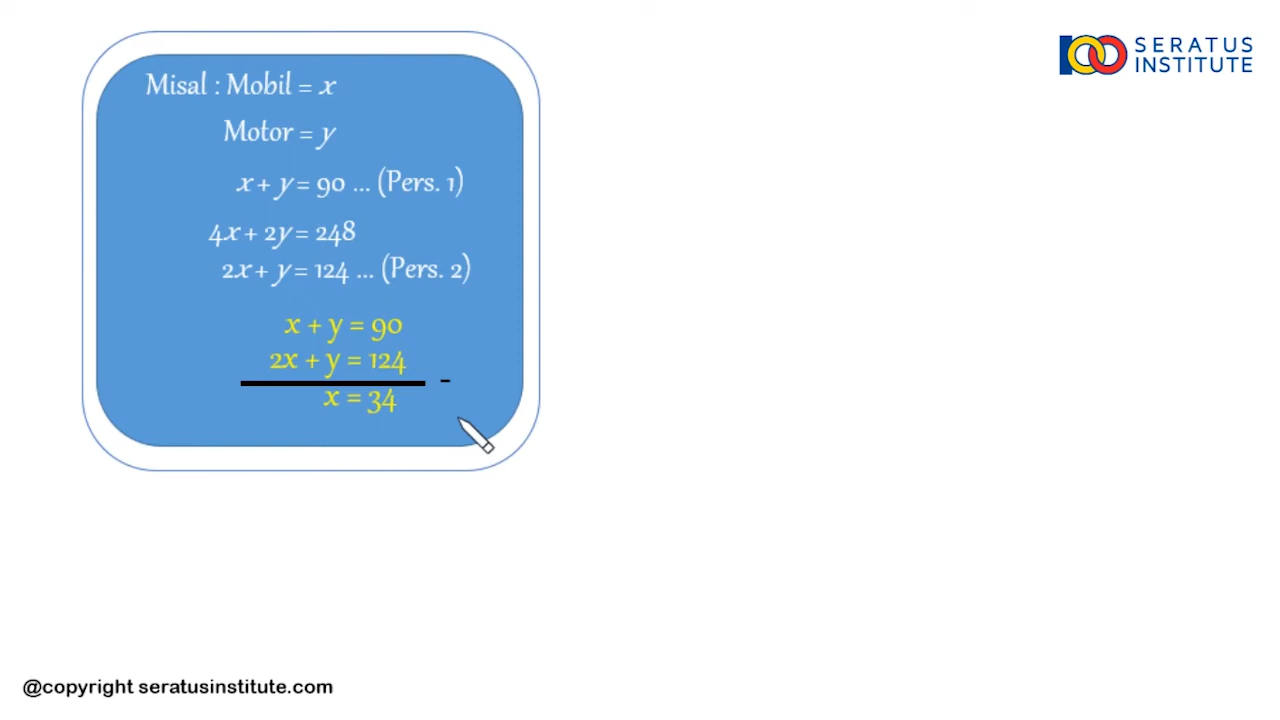 SERATUS
INSTITUTE
Misal : Mobil = x
Motor = y
x + y = 90 ... (Pers. 1)
4x + 2y = 248
2x + y = 124 ... (Pers. 2)
x + y = 90
2x + y = 124
-
x = 34
@copyright seratusinstitute.com